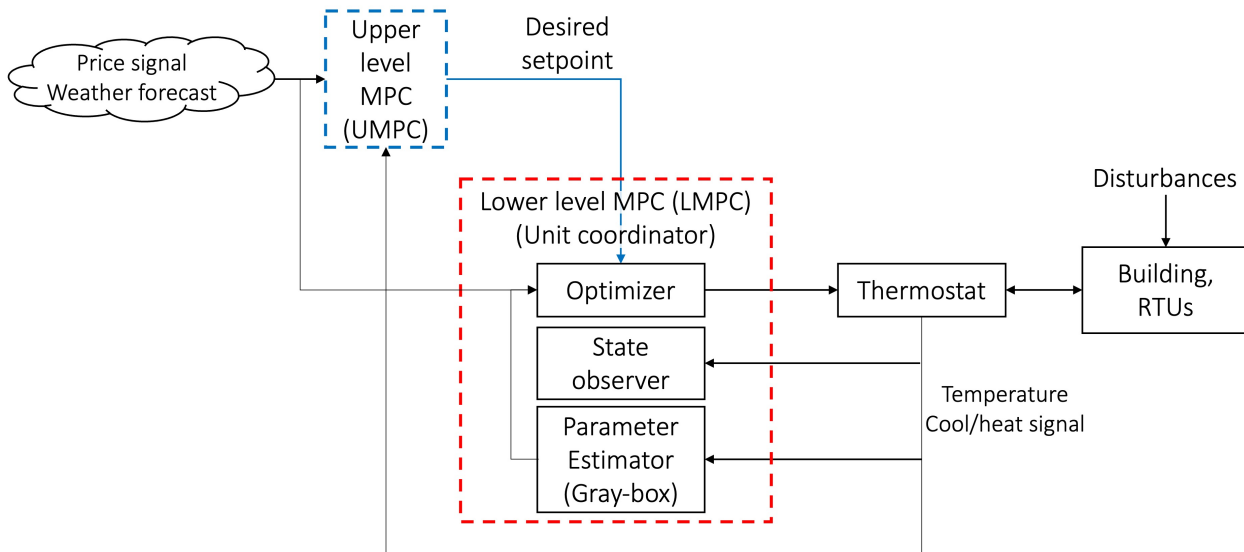 Price signal
Weather forecast
Upper
level
MPC
(UMPC)
Desired
setpoint
Lower level MPC (LMPC)
(Unit coordinator)
Optimizer
State
observer
Parameter
Estimator
(Gray-box)
Thermostat
Temperature
Cool/heat signal
Disturbances
Building,
RTUs